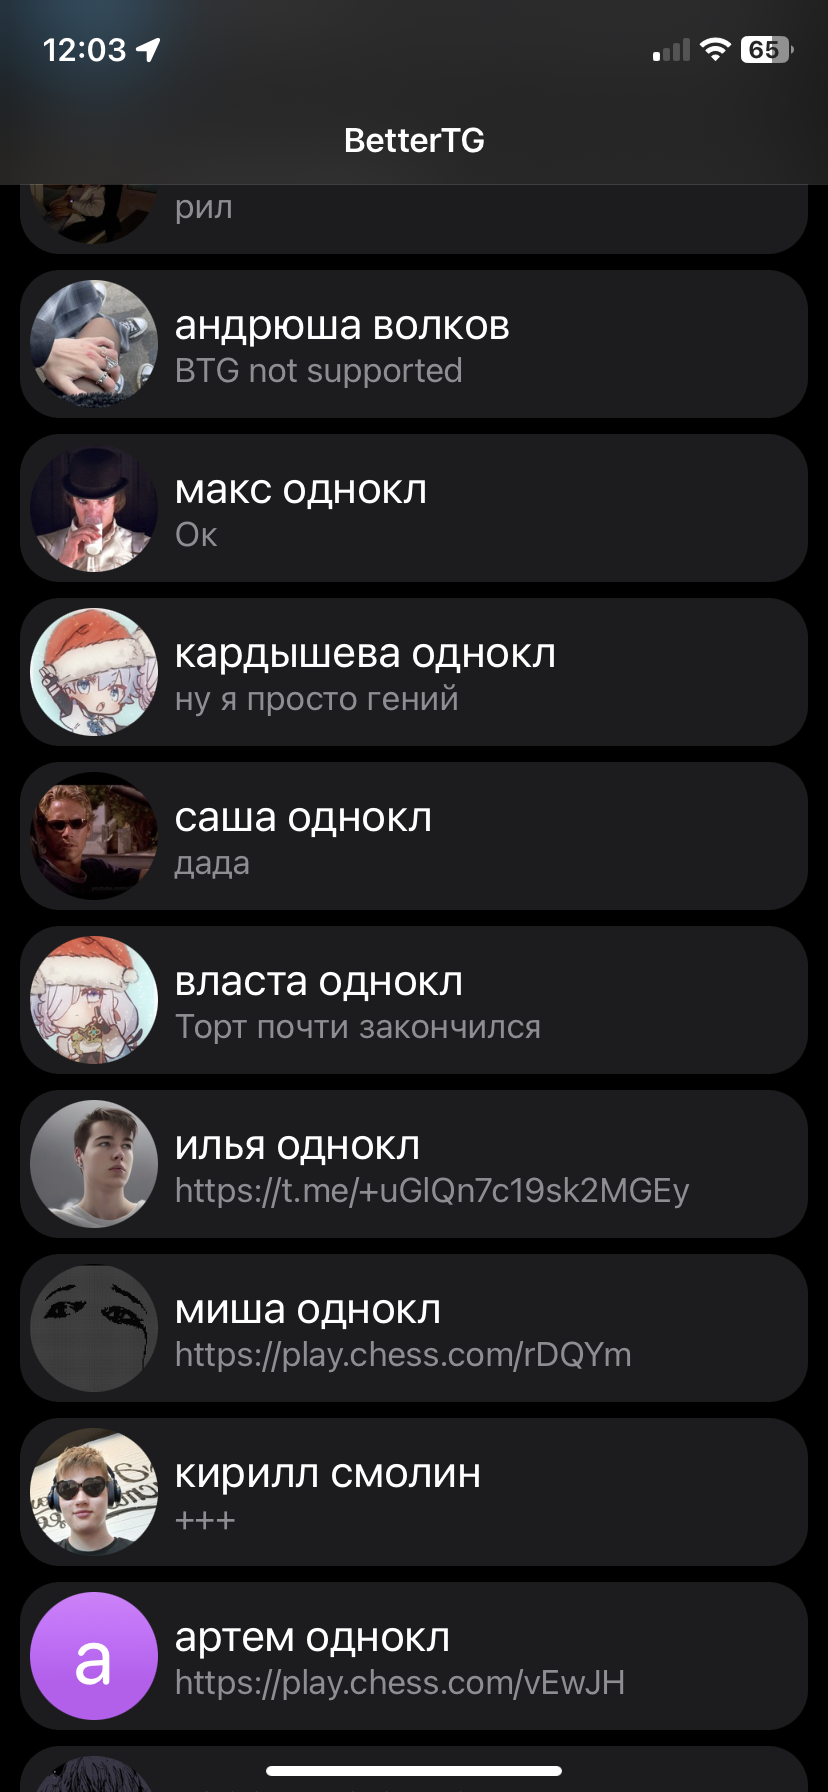 12:03
65
BetterTG
рил
андрюша волков
BTG not supported
макс однокл
Ок
кардышева однокл
ну я просто гений
саша однокл
дада
власта однокл
Торт почти закончился
илья однокл
https://t.me/+uGlQn7c19sk2MGEy
миша однокл
https://play.chess.com/rDQYm
кирилл смолин
+++
а
артем однокл
https://play.chess.com/vEwJH